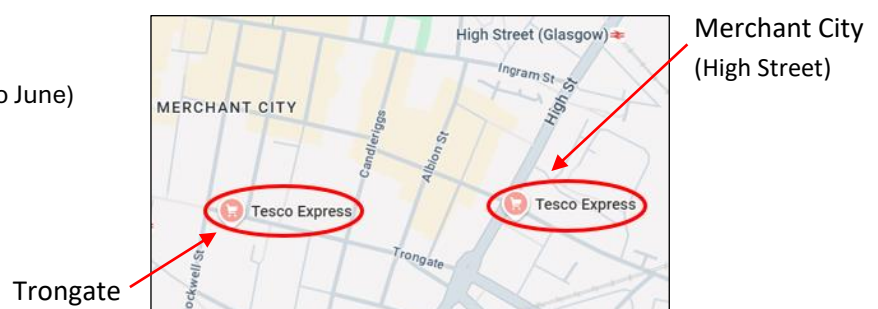 Merchant City
(High Street)
High Street (Glasgow)
Ingram St
High St
June)
MERCHANT CITY
Candleriggs
Albion St
Tesco Express
Tesco Express
Trongate
Trongate